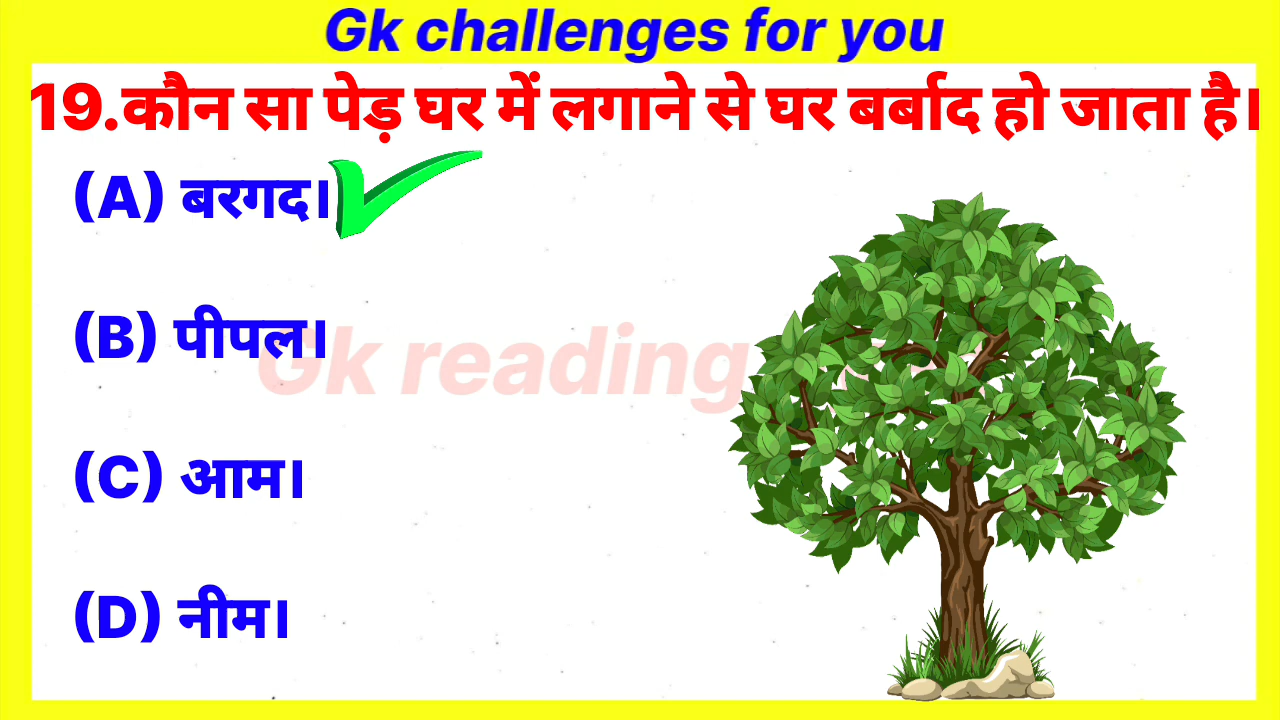 Gk challenges for you
19.कौन सा पेड़ घर में लगाने से घर बर्बाद हो जाता है।
(A) बरगद।
(B) पीपल।
Gk reading
(C) आम।
(D) नीम।